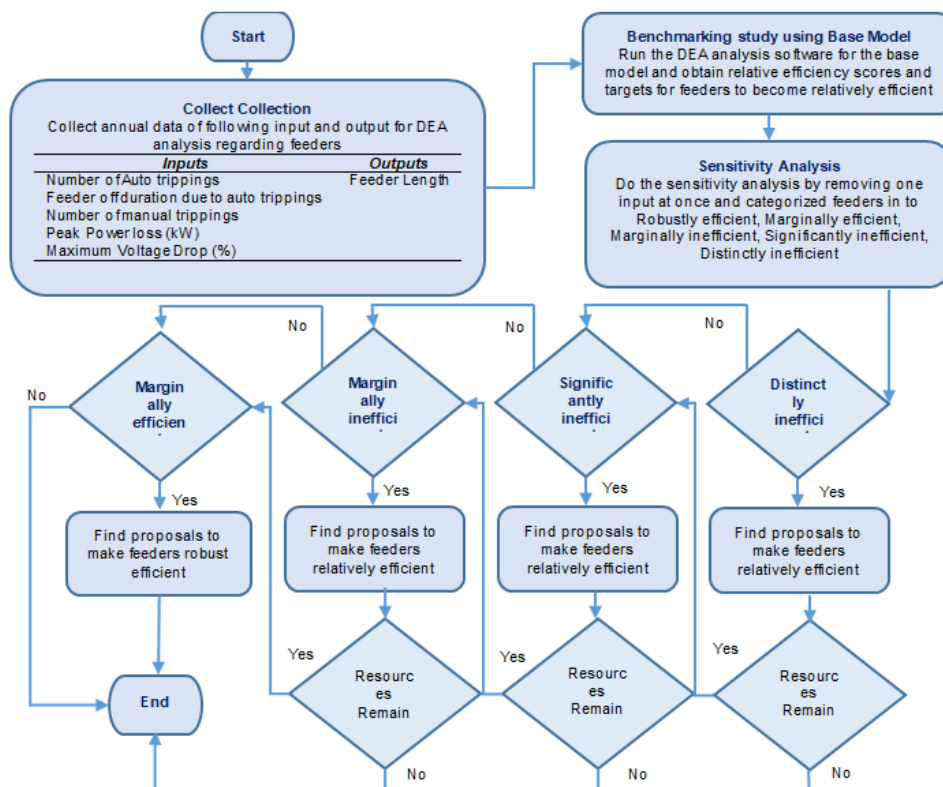 Start
Collect Collection
Collect annual data of following input and output for DEA
analysis regarding feeders
Inputs Outputs
Number of Auto trippings Feeder Length
Feeder off duration due to auto trippings
Number of manual trippings
Peak Power loss (kW)
Maximum Voltage Drop (%)
Benchmarking study using Base Model
Run the DEA analysis software for the base
model and obtain relative efficiency scores and
targets for feeders to become relatively efficient
Sensitivity Analysis
Do the sensitivity analysis by removing one
input at once and categorized feeders in to
Robustly efficient, Marginally efficient,
Marginally inefficient, Significantly inefficient,
Distinctly inefficient
No
No
No
No
Margin
ally
efficien
Margin
ally
ineffici
Signific
antly
ineffici
Distinct
ly
ineffici
Yes
Yes
Yes
Yes
Find proposals to
make feeders robust
efficient
Find proposals to
make feeders
relatively efficient
Find proposals to
make feeders
relatively efficient
Find proposals to
make feeders
relatively efficient
Yes
Yes
Yes
End
Resourc
es
Remain
Resourc
es
Remain
Resourc
es
Remain
No
No
No